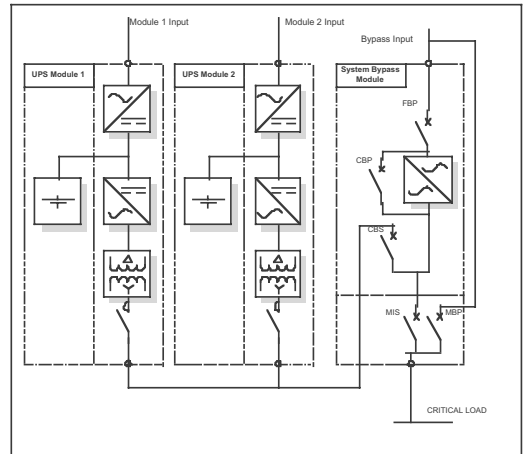 Module 1 Input
Module 2 Input
Bypass Input
UPS Module 1
UPS Module 2
System Bypass
Module
FBP
CBP
CBS
MIS
MBP
CRITICAL LOAD